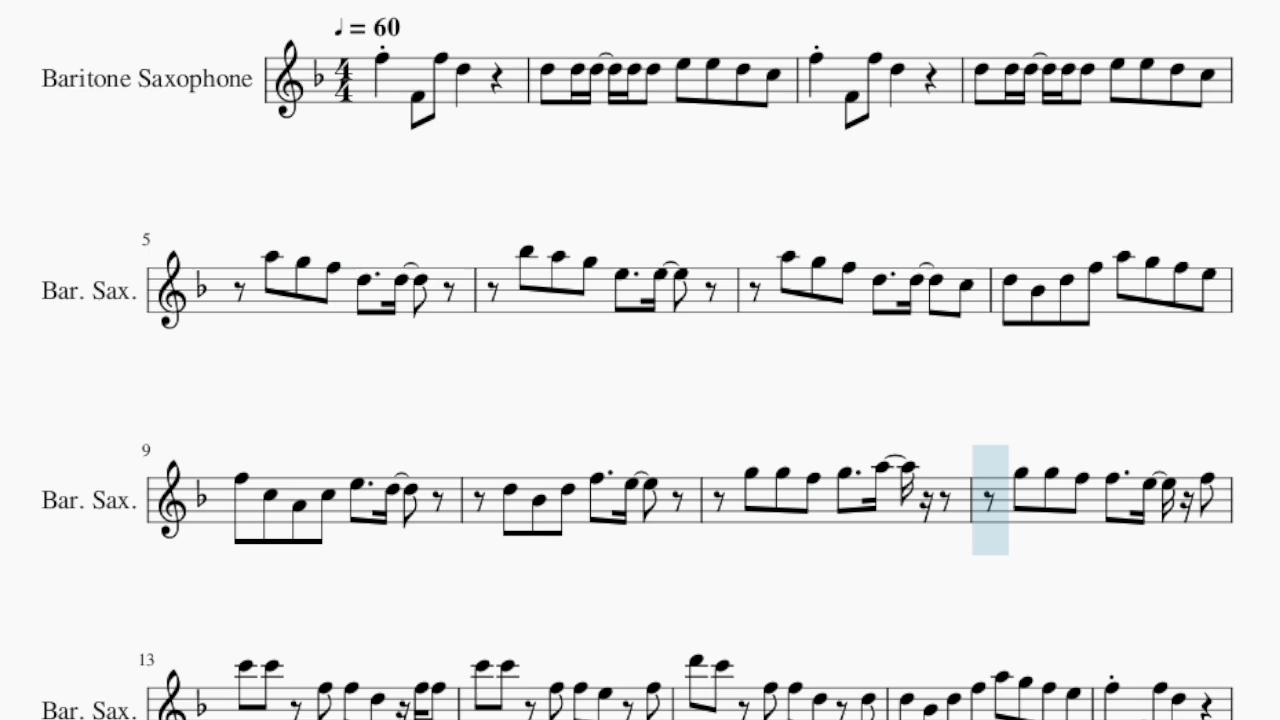 ♩ = 60
Baritone Saxophone
4
4
5
Bar. Sax.
9
Bar. Sax.
13
Bar. Sax.